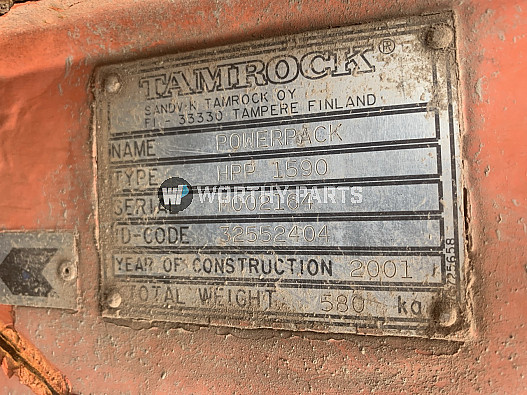 TAMROCK®
SANDVIK TAMROCK OY
FI - 33330 TAMPERE FINLAND
NAME POWERPACK
TYPE HPP 1590
SERIAL
WP WORTHY PARTS
ID-CODE 32552404
YEAR OF CONSTRUCTION 2001
TOTAL WEIGHT 580 kg